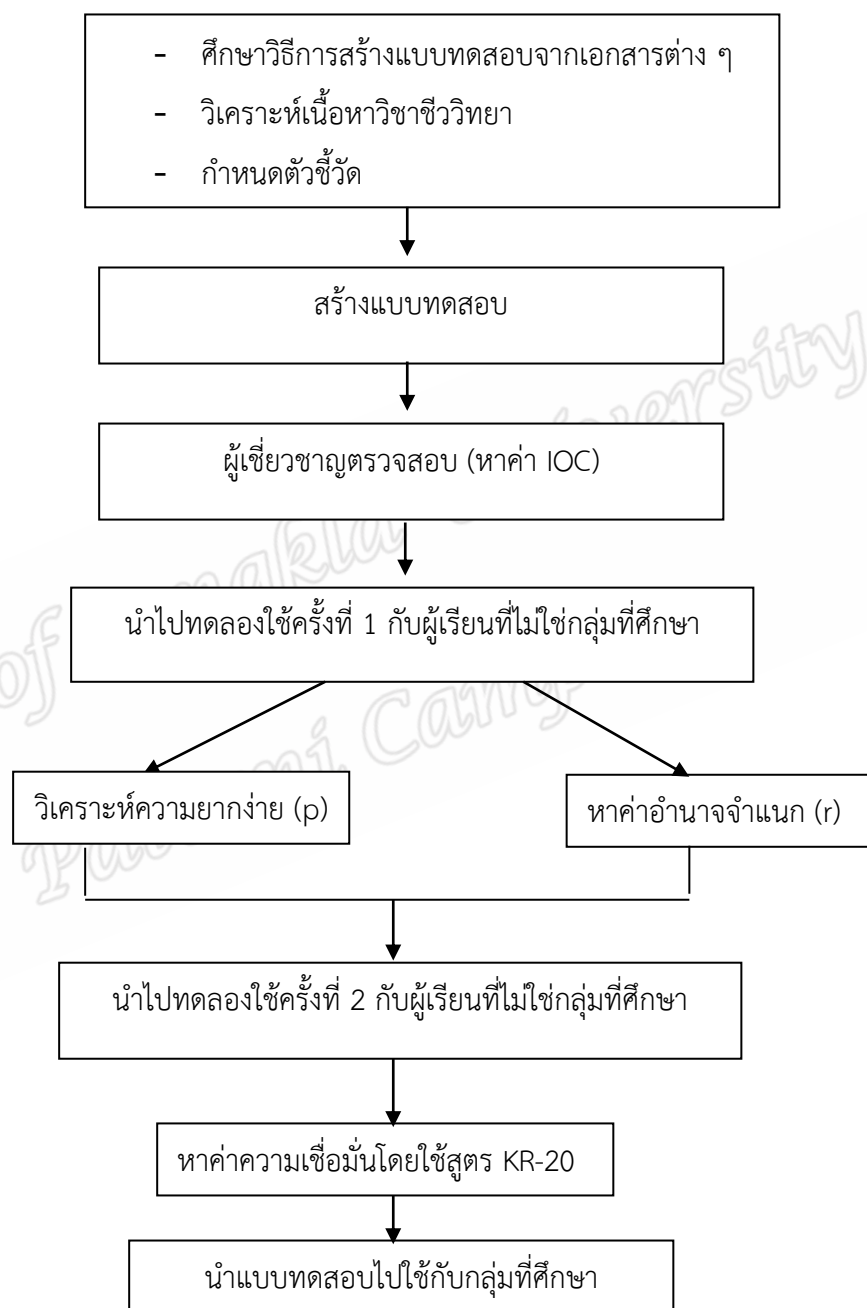 - ศึกษาวิธีการสร้างแบบทดสอบจากเอกสารต่าง ๆ
- วิเคราะห์เนื้อหาวิชาชีววิทยา
- กำหนดตัวชี้วัด
สร้างแบบทดสอบ
ผู้เชี่ยวชาญตรวจสอบ (หาค่า IOC)
นำไปทดลองใช้ครั้งที่ 1 กับผู้เรียนที่ไม่ใช่กลุ่มที่ศึกษา
วิเคราะห์ความยากง่าย (p)
หาค่าอำนาจจำแนก (r)
นำไปทดลองใช้ครั้งที่ 2 กับผู้เรียนที่ไม่ใช่กลุ่มที่ศึกษา
หาค่าความเชื่อมั่นโดยใช้สูตร KR-20
นำแบบทดสอบไปใช้กับกลุ่มที่ศึกษา